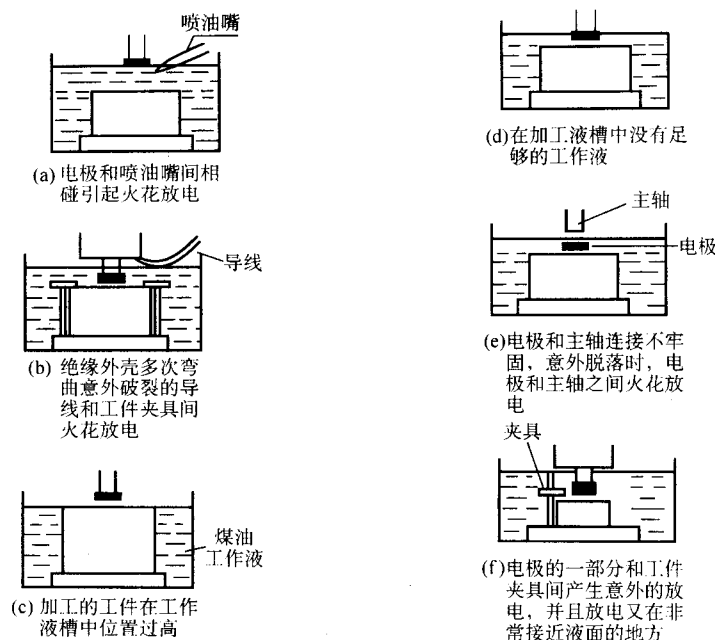 喷油嘴
(a) 电极和喷油嘴间相
碰引起火花放电
导线
(b) 绝缘外壳多次弯
曲意外破裂的导
线和工件夹具间
火花放电
煤油
工作液
(c) 加工的工件在工作
液槽中位置过高
(d)在加工液槽中没有足
够的工作液
主轴
电极
(e)电极和主轴连接不牢
固，意外脱落时，电
极和主轴之间火花放
电
夹具
(f)电极的一部分和工件
夹具间产生意外的放
电，并且放电又在非
常接近液面的地方